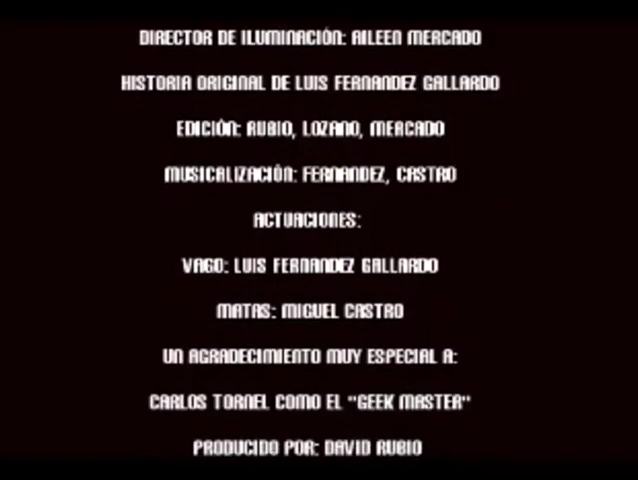 DIRECTOR DE ILUMINACIÓN: AILEEN MERCADO
HISTORIA ORIGINAL DE LUIS FERNANDEZ GALLARDO
EDICIÓN: RUBIO, LOZANO, MERCADO
MUSICALIZACIÓN: FERNANDEZ, CASTRO
ACTUACIONES:
VAGO: LUIS FERNANDEZ GALLARDO
MATAS: MIGUEL CASTRO
UN AGRADECIMIENTO MUY ESPECIAL A:
CARLOS TORNEL COMO EL "GEEK MASTER"
PRODUCIDO POR: DAVID RUBIO